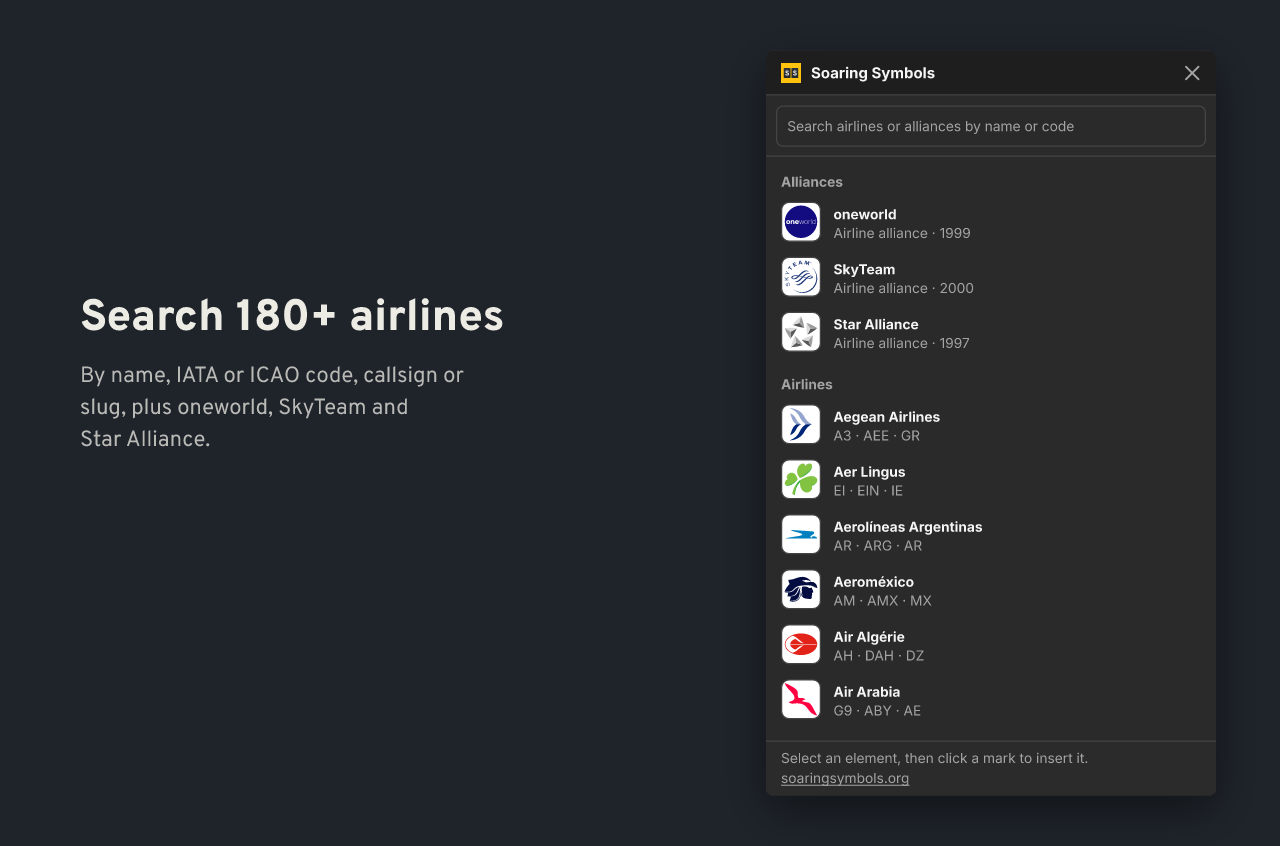 Search 180+ airlines
By name, IATA or ICAO code, callsign or
slug, plus oneworld, SkyTeam and
Star Alliance.
SS Soaring Symbols
Search airlines or alliances by name or code
Alliances
oneworld
oneworld
Airline alliance · 1999
SKYTEAM
SkyTeam
Airline alliance · 2000
Star Alliance
Airline alliance · 1997
Airlines
Aegean Airlines
A3 · AEE · GR
Aer Lingus
EI · EIN · IE
Aerolíneas Argentinas
AR · ARG · AR
Aeroméxico
AM · AMX · MX
Air Algérie
AH · DAH · DZ
Air Arabia
G9 · ABY · AE
Select an element, then click a mark to insert it.
soaringsymbols.org